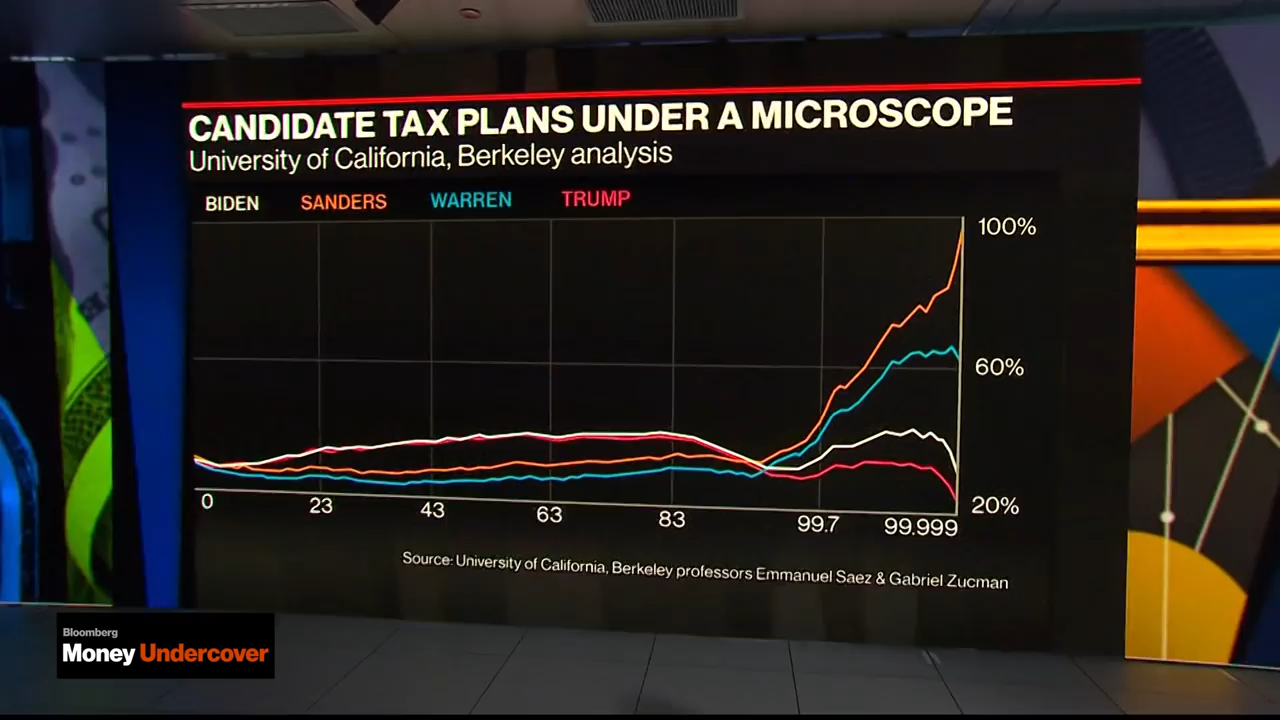 CANDIDATE TAX PLANS UNDER A MICROSCOPE
University of California, Berkeley analysis
BIDEN SANDERS WARREN TRUMP
100%
60%
20%
0 23 43 63 83 99.7 99.999
Source: University of California, Berkeley professors Emmanuel Saez & Gabriel Zucman
Bloomberg
Money Undercover